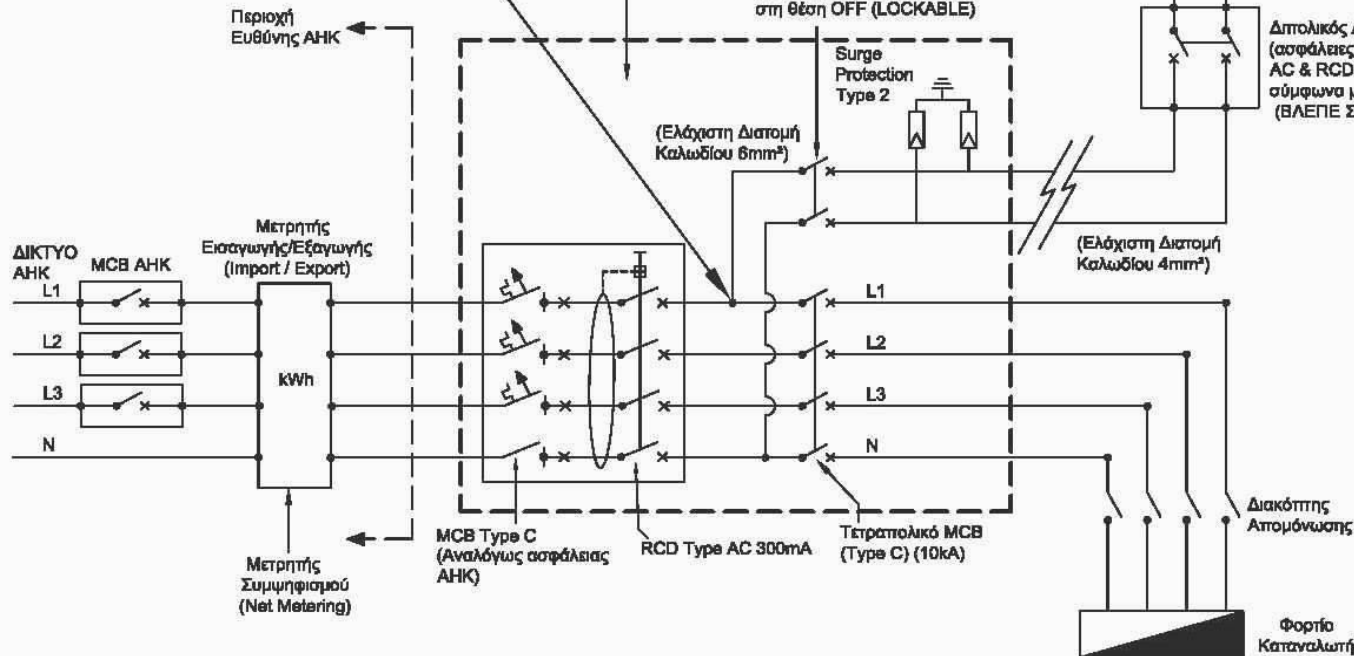 στη θέση OFF (LOCKABLE)
Περιοχή
Ευθύνης ΑΗΚ
Surge
Protection
Type 2
(Ελάχιστη Διατομή
Καλωδίου 6mm²)
Διπολικός
(ασφάλειες
AC & RCD
σύμφωνα
(ΒΛΕΠΕ
(Ελάχιστη Διατομή
Καλωδίου 4mm²)
Μετρητής
Εισαγωγής/Εξαγωγής
(Import / Export)
ΔΙΚΤΥΟ
ΑΗΚ
MCB ΑΗΚ
L1
L2
L3
N
kWh
L1
L2
L3
N
MCB Type C
(Αναλόγως ασφάλειας
ΑΗΚ)
RCD Type AC 300mA
Τετραπολικό MCB
(Type C) (10kA)
Διακόπτης
Απομόνωσης
Μετρητής
Συμψηφισμού
(Net Metering)
Φορτίο
Καταναλωτή